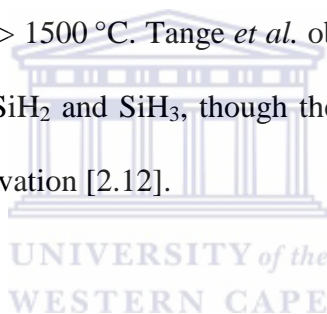 > 1500 °C. Tange et al. ob
SiH₂ and SiH₃, though the
vation [2.12].
UNIVERSITY of the
WESTERN CAPE